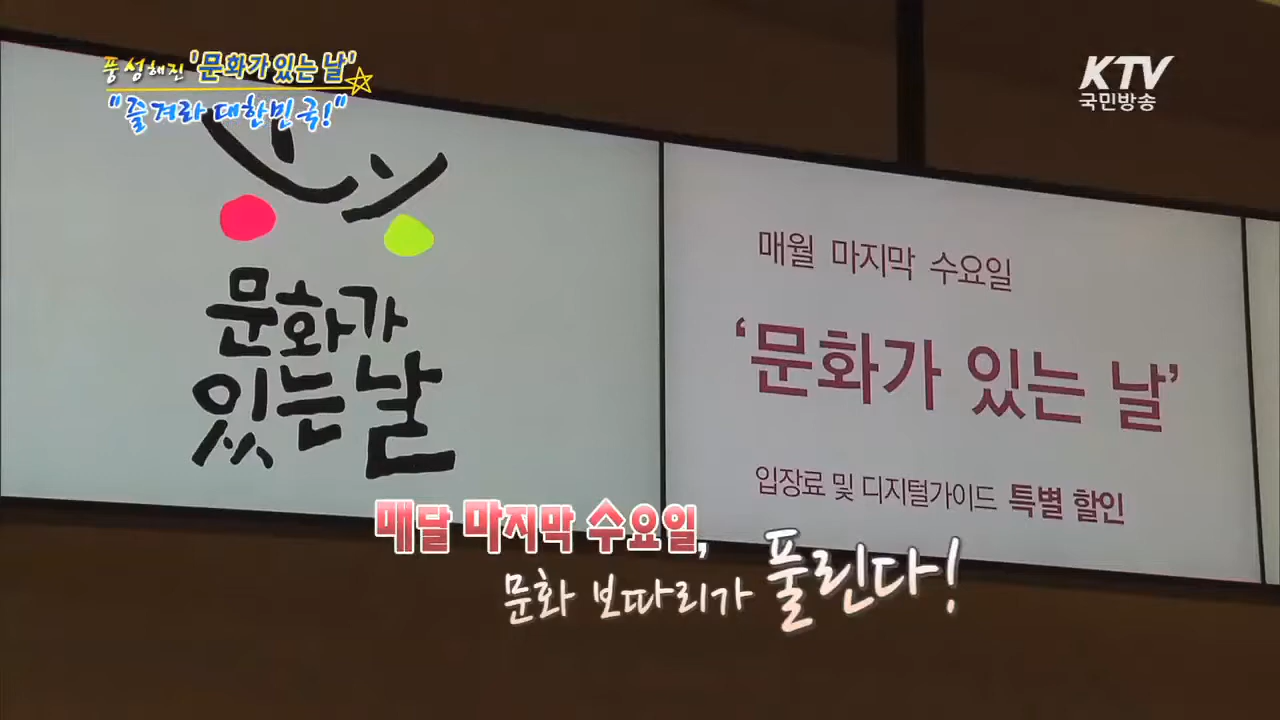 풍성해진 '문화가 있는 날'
"즐겨라 대한민국!"
KTV
국민방송
문화가
있는날
매월 마지막 수요일
'문화가 있는 날'
입장료 및 디지털가이드 특별 할인
매달 마지막 수요일,
문화 보따리가 풀린다!